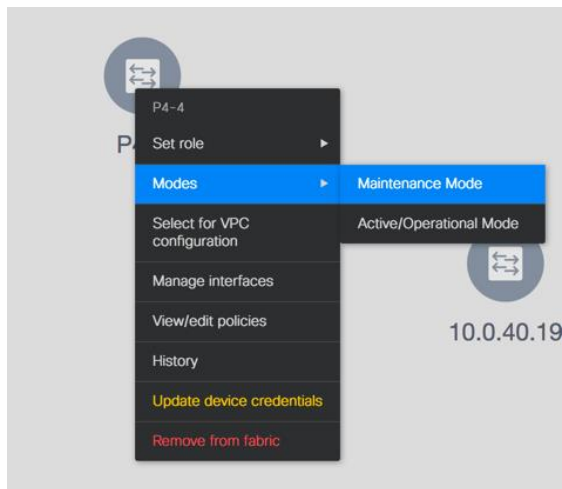 P4-4
P
Set role
Modes
Maintenance Mode
Select for VPC
configuration
Active/Operational Mode
Manage interfaces
View/edit policies
10.0.40.19
History
Update device credentials
Remove from fabric